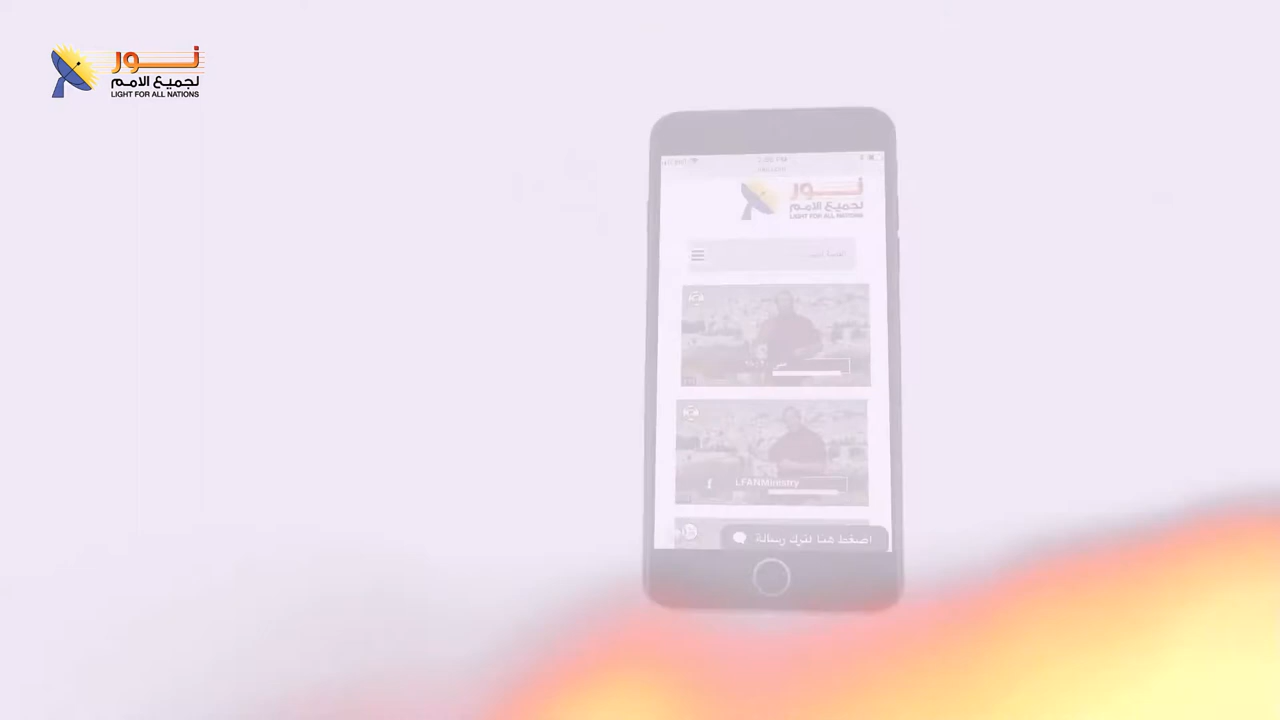 نور
لجميع الامم
LIGHT FOR ALL NATIONS
نور
لجميع الامم
LIGHT FOR ALL NATIONS
LFANMinistry
اضغط هنا لترك رسالة